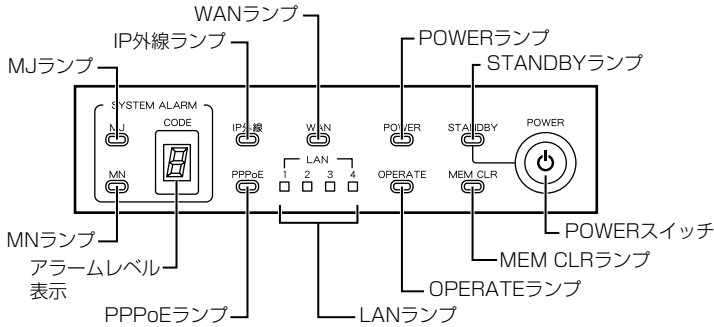 WANランプ
IP外線ランプ
POWERランプ
MJランプ
STANDBYランプ
SYSTEM ALARM
MJ
CODE
IP外線
WAN
POWER
STANDBY
POWER
LAN
MN
PPPoE
1 2 3 4
OPERATE
MEM CLR
MNランプ
POWERスイッチ
アラームレベル
表示
MEM CLRランプ
OPERATEランプ
PPPoEランプ
LANランプ